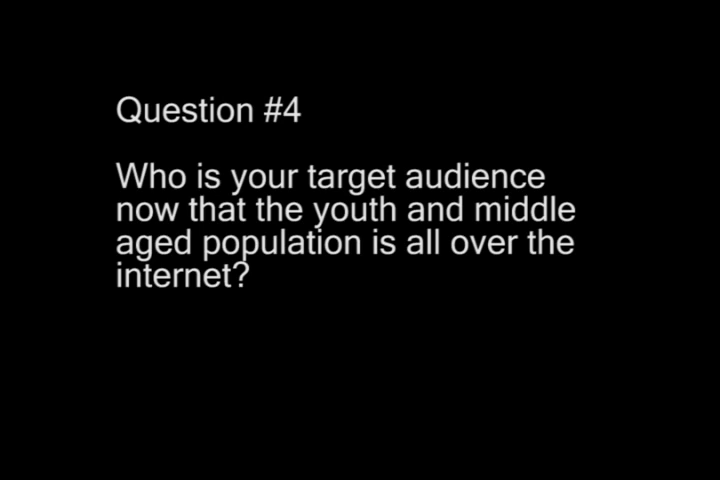 Question #4
Who is your target audience
now that the youth and middle
aged population is all over the
internet?